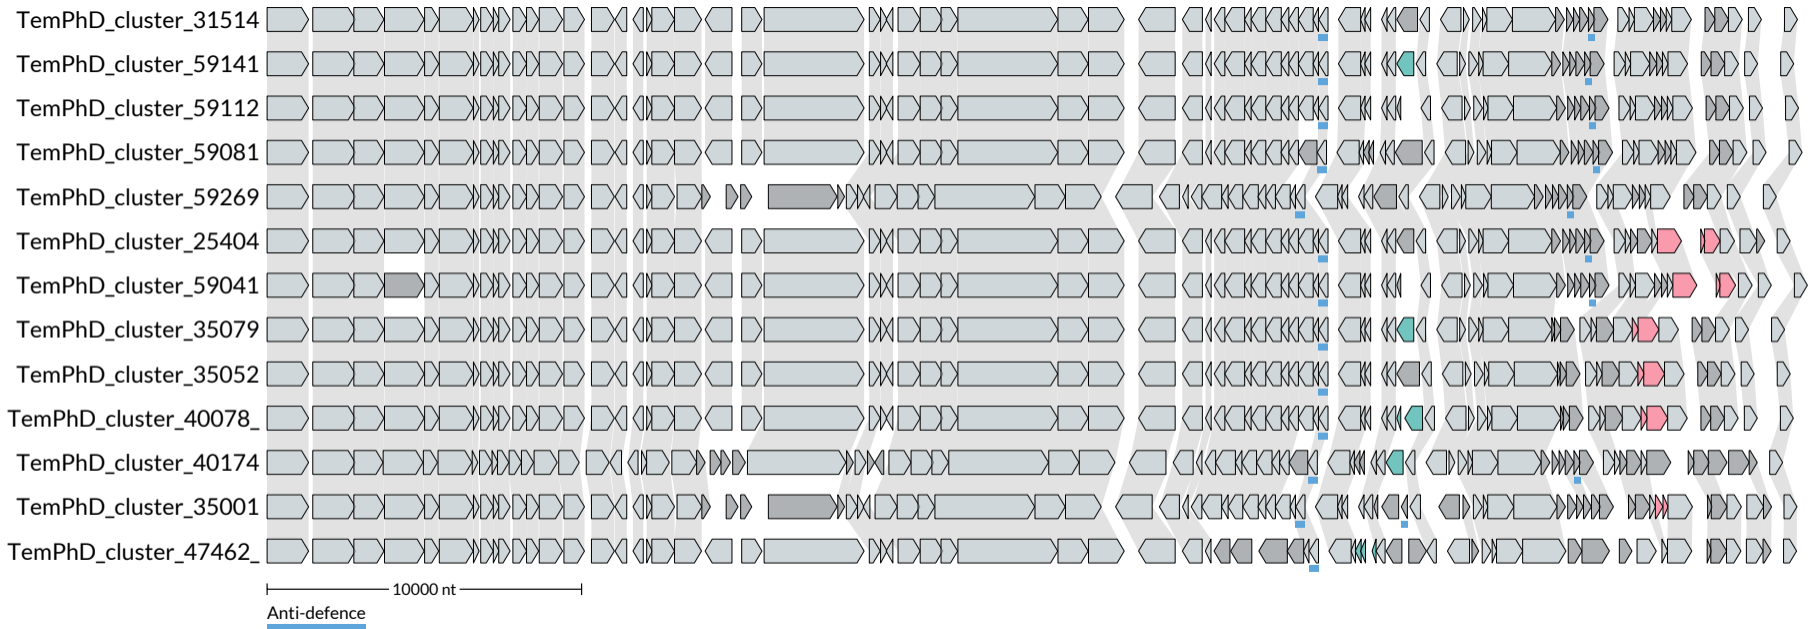 TemPhD_cluster_31514
TemPhD_cluster_59141
TemPhD_cluster_59112
TemPhD_cluster_59081
TemPhD_cluster_59269
TemPhD_cluster_25404
TemPhD_cluster_59041
TemPhD_cluster_35079
TemPhD_cluster_35052
TemPhD_cluster_40078_
TemPhD_cluster_40174
TemPhD_cluster_35001
TemPhD_cluster_47462_
10000 nt
Anti-defence